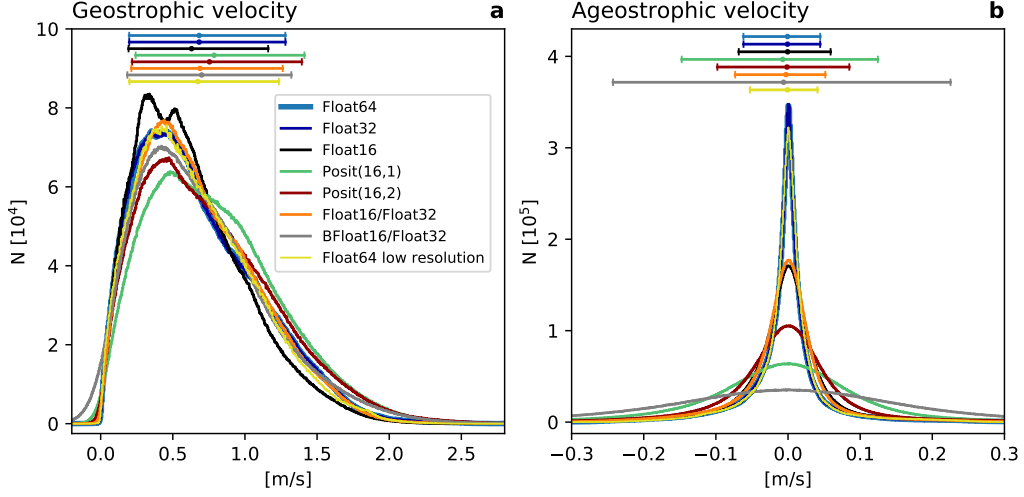 Geostrophic velocity
a
10
8
6
4
2
0
N [10⁴]
0.0 0.5 1.0 1.5 2.0 2.5
[m/s]
Float64
Float32
Float16
Posit(16,1)
Posit(16,2)
Float16/Float32
BFloat16/Float32
Float64 low resolution
Ageostrophic velocity
b
4
3
2
1
0
N [10⁵]
−0.3 −0.2 −0.1 0.0 0.1 0.2 0.3
[m/s]